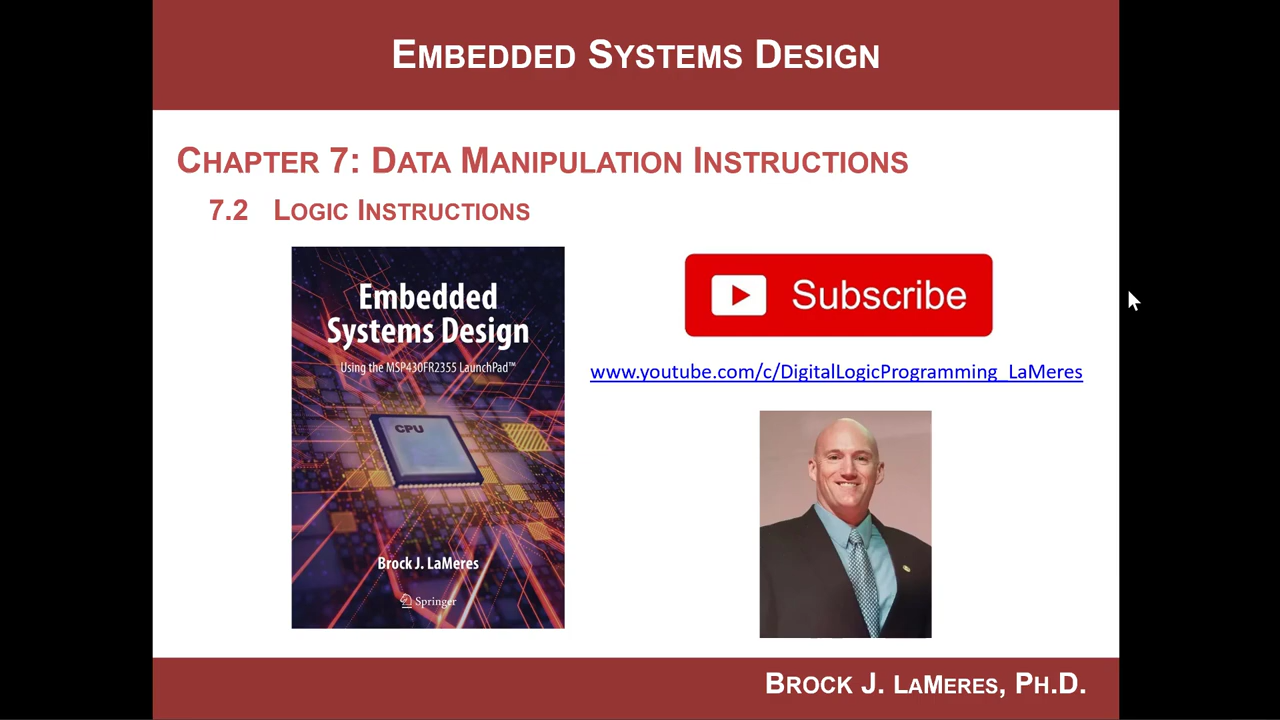 EMBEDDED SYSTEMS DESIGN
CHAPTER 7: DATA MANIPULATION INSTRUCTIONS
7.2 LOGIC INSTRUCTIONS
Embedded
Systems Design
Using the MSP430FR2355 LaunchPad™
CPU
Brock J. LaMeres
Springer
Subscribe
www.youtube.com/c/DigitalLogicProgramming_LaMeres
BROCK J. LAMERES, PH.D.